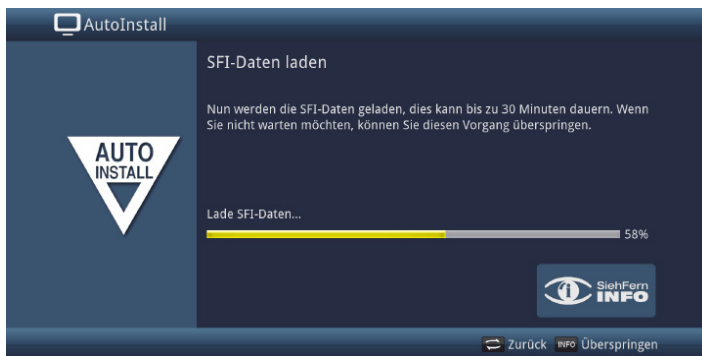 AutoInstall
SFI-Daten laden
Nun werden die SFI-Daten geladen, dies kann bis zu 30 Minuten dauern. Wenn
Sie nicht warten möchten, können Sie diesen Vorgang überspringen.
AUTO
INSTALL
Lade SFI-Daten...
58%
SiehFern
INFO
Zurück INFO Überspringen